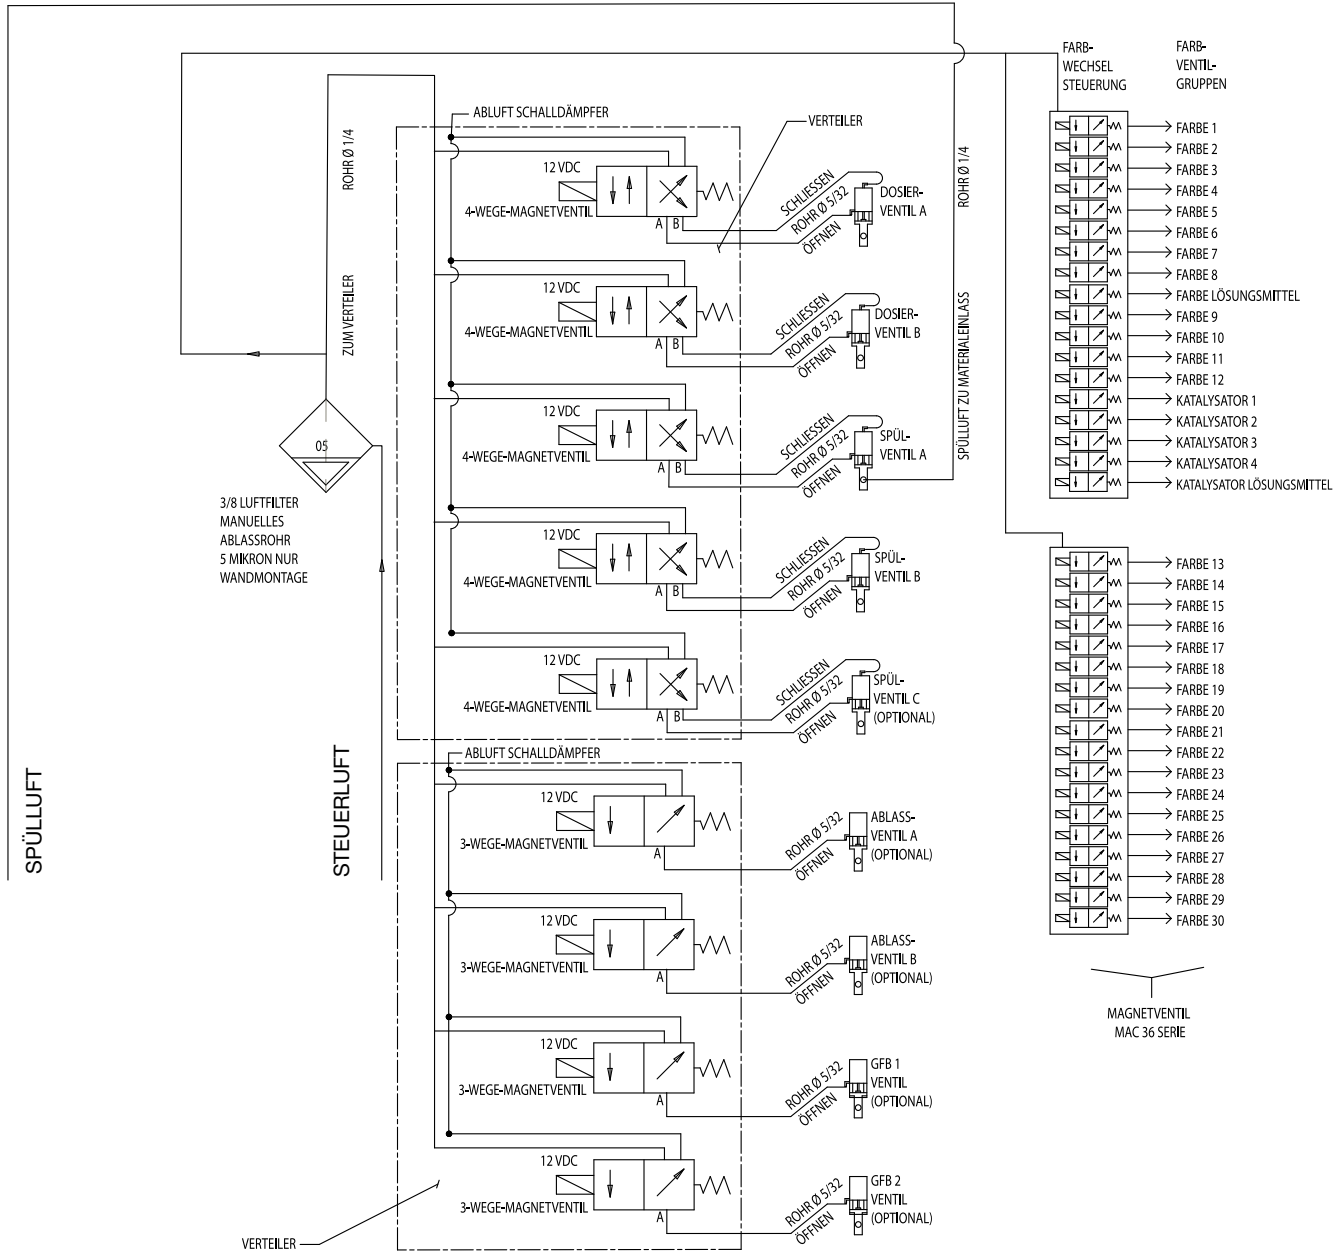 FARB-
WECHSEL
STEUERUNG
FARB-
VENTIL-
GRUPPEN
ABLUFT SCHALLDÄMPFER
VERTEILER
ROHR Ø 1/4
ZUM VERTEILER
ROHR Ø 1/4
SPÜLLUFT ZU MATERIALEINLASS
12 VDC
4-WEGE-MAGNETVENTIL
A B
SCHLIESSEN
ROHR Ø 5/32
ÖFFNEN
DOSIER-
VENTIL A
12 VDC
4-WEGE-MAGNETVENTIL
A B
SCHLIESSEN
ROHR Ø 5/32
ÖFFNEN
DOSIER-
VENTIL B
12 VDC
4-WEGE-MAGNETVENTIL
A B
SCHLIESSEN
ROHR Ø 5/32
ÖFFNEN
SPÜL-
VENTIL A
12 VDC
4-WEGE-MAGNETVENTIL
A B
SCHLIESSEN
ROHR Ø 5/32
ÖFFNEN
SPÜL-
VENTIL B
12 VDC
4-WEGE-MAGNETVENTIL
A B
SCHLIESSEN
ROHR Ø 5/32
ÖFFNEN
SPÜL-
VENTIL C
(OPTIONAL)
05
3/8 LUFTFILTER
MANUELLES
ABLASSROHR
5 MIKRON NUR
WANDMONTAGE
SPÜLLUFT
STEUERLUFT
ABLUFT SCHALLDÄMPFER
12 VDC
3-WEGE-MAGNETVENTIL
A
ROHR Ø 5/32
ÖFFNEN
ABLASS-
VENTIL A
(OPTIONAL)
12 VDC
3-WEGE-MAGNETVENTIL
A
ROHR Ø 5/32
ÖFFNEN
ABLASS-
VENTIL B
(OPTIONAL)
12 VDC
3-WEGE-MAGNETVENTIL
A
ROHR Ø 5/32
ÖFFNEN
GFB 1
VENTIL
(OPTIONAL)
12 VDC
3-WEGE-MAGNETVENTIL
A
ROHR Ø 5/32
ÖFFNEN
GFB 2
VENTIL
(OPTIONAL)
VERTEILER
FARBE 1
FARBE 2
FARBE 3
FARBE 4
FARBE 5
FARBE 6
FARBE 7
FARBE 8
FARBE LÖSUNGSMITTEL
FARBE 9
FARBE 10
FARBE 11
FARBE 12
KATALYSATOR 1
KATALYSATOR 2
KATALYSATOR 3
KATALYSATOR 4
KATALYSATOR LÖSUNGSMITTEL
FARBE 13
FARBE 14
FARBE 15
FARBE 16
FARBE 17
FARBE 18
FARBE 19
FARBE 20
FARBE 21
FARBE 22
FARBE 23
FARBE 24
FARBE 25
FARBE 26
FARBE 27
FARBE 28
FARBE 29
FARBE 30
MAGNETVENTIL
MAC 36 SERIE